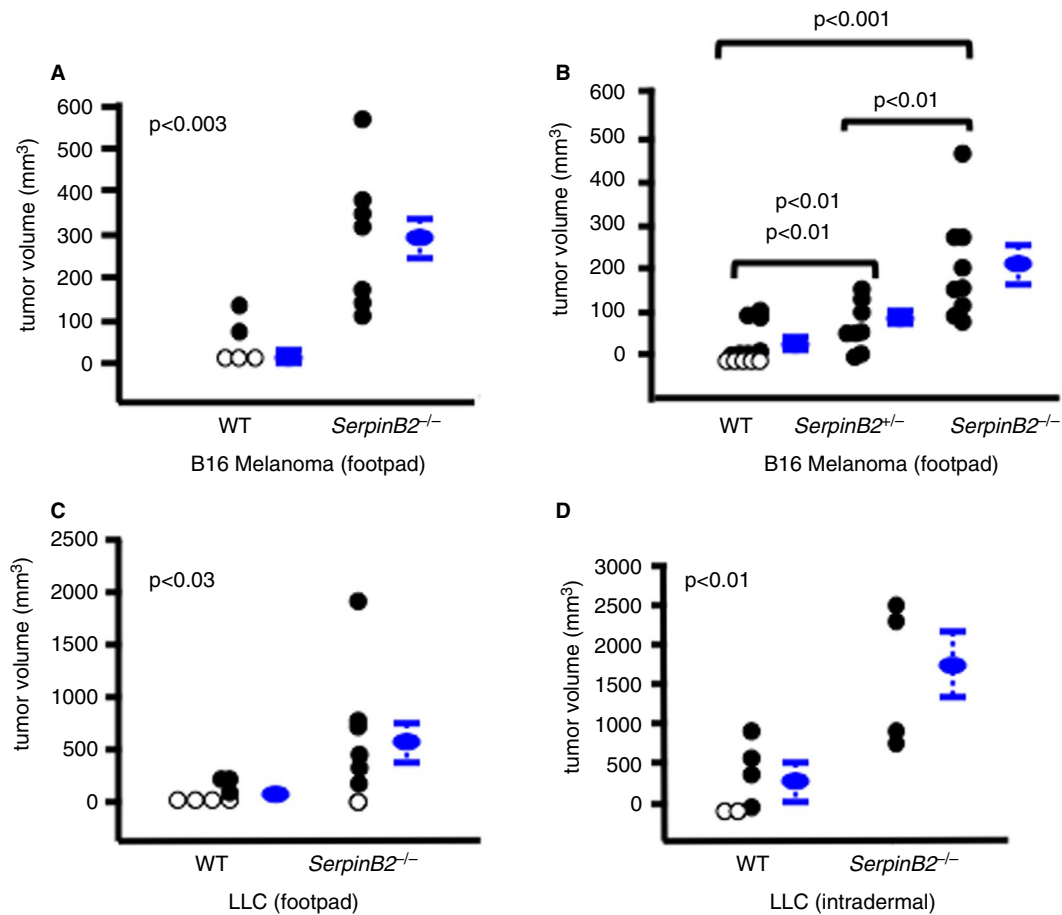 A
600
500
400
300
200
100
0
tumor volume (mm³)
p<0.003
WT
SerpinB2⁻/⁻
B16 Melanoma (footpad)
B
600
500
400
300
200
100
0
tumor volume (mm³)
p<0.001
p<0.01
p<0.01
p<0.01
WT
SerpinB2⁺/⁻
SerpinB2⁻/⁻
B16 Melanoma (footpad)
C
2500
2000
1500
1000
500
0
tumor volume (mm³)
p<0.03
WT
SerpinB2⁻/⁻
LLC (footpad)
D
3000
2500
2000
1500
1000
500
0
tumor volume (mm³)
p<0.01
WT
SerpinB2⁻/⁻
LLC (intradermal)